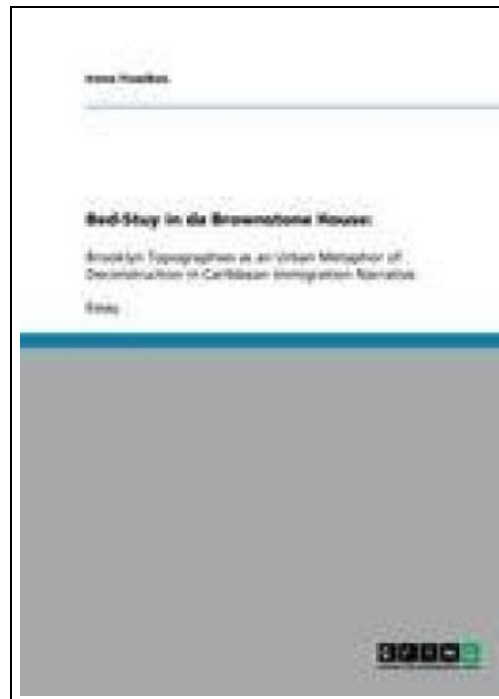 Bed-Stuy in da Brownstone House:
Brooklyn Topographies as an Urban Metaphor of
Deconstruction in Caribbean Immigration Narrative
Essay
GRIN